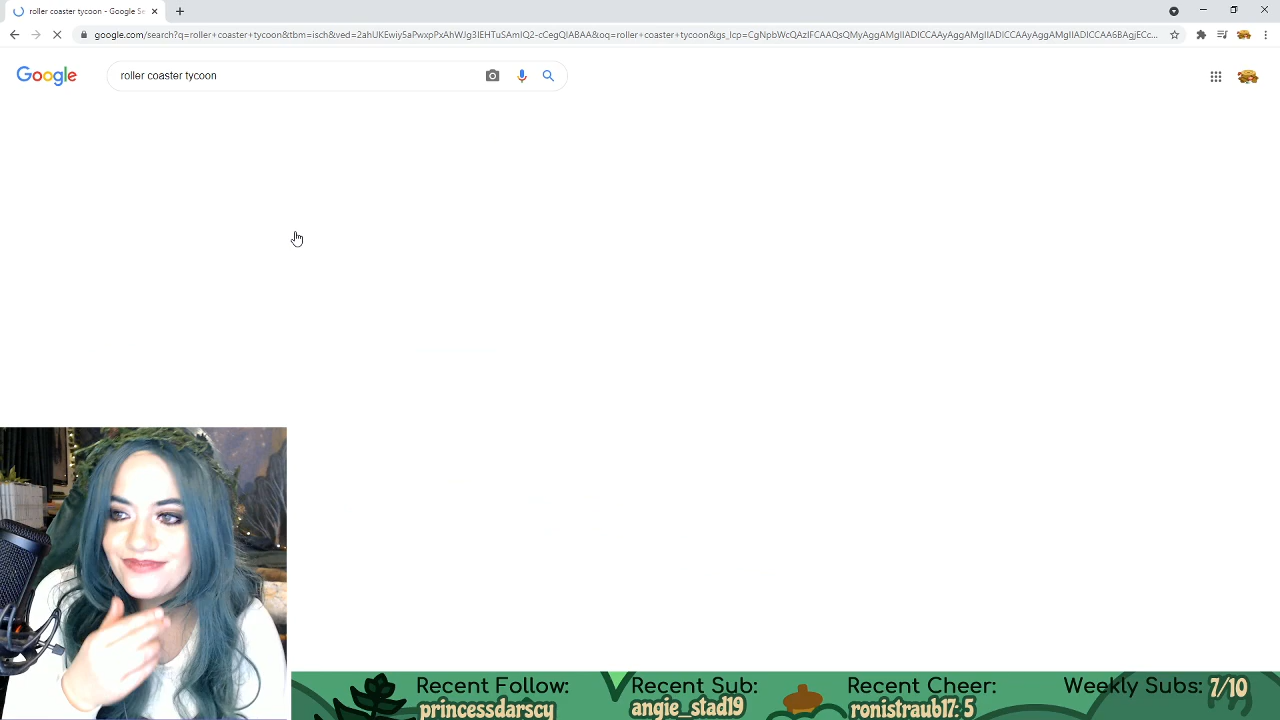 roller coaster tycoon - Google Se
google.com/search?q=roller+coaster+tycoon&tbm=isch&ved=2ahUKEwiy5aPwxpPxAhWJg3IEHTuSAmIQ2-cCegQIABAA&oq=roller+coaster+tycoon&gs_lcp=CgNpbWcQAzIFCAAQsQMyAggAMgIIADICCAAyAggAMgIIADICCAAyAggAMgIIADICCAA6BAgjECc...
Google
roller coaster tycoon
Recent Follow:
princessdarscy
Recent Sub:
angie_stad19
Recent Cheer:
ronistraub17: 5
Weekly Subs: 7/10